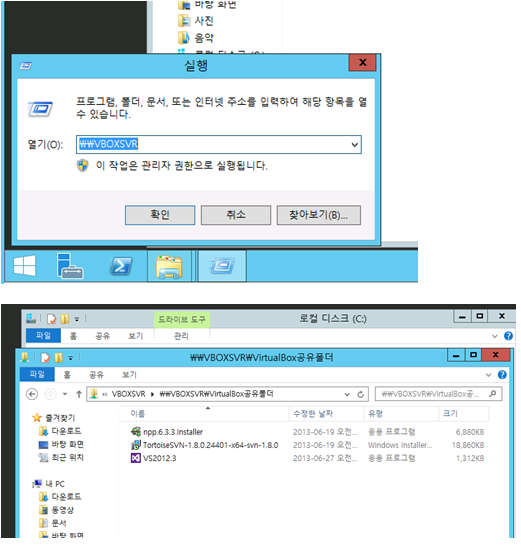 바탕 화면
사진
음악
로컬 디스크 (C:)
실행
프로그램, 폴더, 문서, 또는 인터넷 주소를 입력하여 해당 항목을 열
수 있습니다.
열기(O):
₩₩VBOXSVR
이 작업은 관리자 권한으로 실행됩니다.
확인
취소
찾아보기(B)...
드라이브 도구
로컬 디스크 (C:)
파일
홈
공유
보기
관리
₩₩VBOXSVR₩VirtualBox공유폴더
파일
홈
공유
보기
« VBOXSVR ▸ ₩₩VBOXSVR₩VirtualBox공유폴더
₩₩VBOXSVR₩VirtualBox공...
즐겨찾기
다운로드
바탕 화면
최근 위치
내 PC
다운로드
동영상
문서
바탕 화면
이름 수정한 날짜 유형 크기
npp.6.3.3.Installer 2013-06-19 오전... 응용 프로그램 6,880KB
TortoiseSVN-1.8.0.24401-x64-svn-1.8.0 2013-06-19 오전... Windows Installer... 18,860KB
VS2012.3 2013-06-27 오전... 응용 프로그램 1,312KB